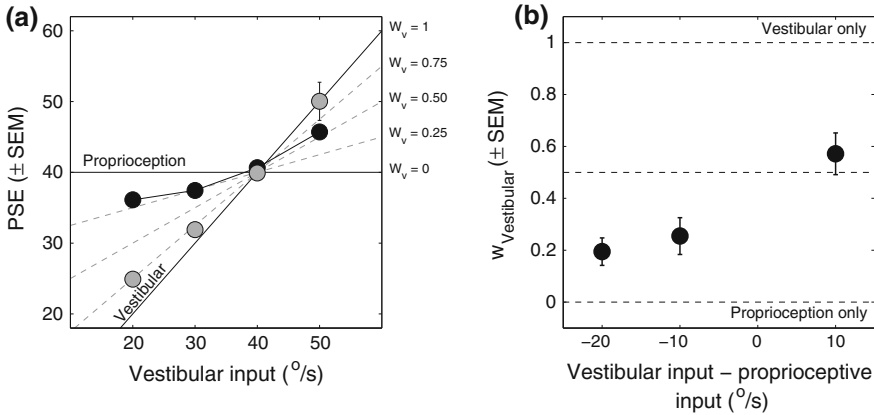 (a)
60
50
40
30
20
PSE (± SEM)
20 30 40 50
Vestibular input (°/s)
Proprioception
Vestibular
W_v = 1
W_v = 0.75
W_v = 0.50
W_v = 0.25
W_v = 0
(b)
1
0.8
0.6
0.4
0.2
0
w_Vestibular (± SEM)
Vestibular only
Proprioception only
−20 −10 0 10
Vestibular input − proprioceptive
input (°/s)